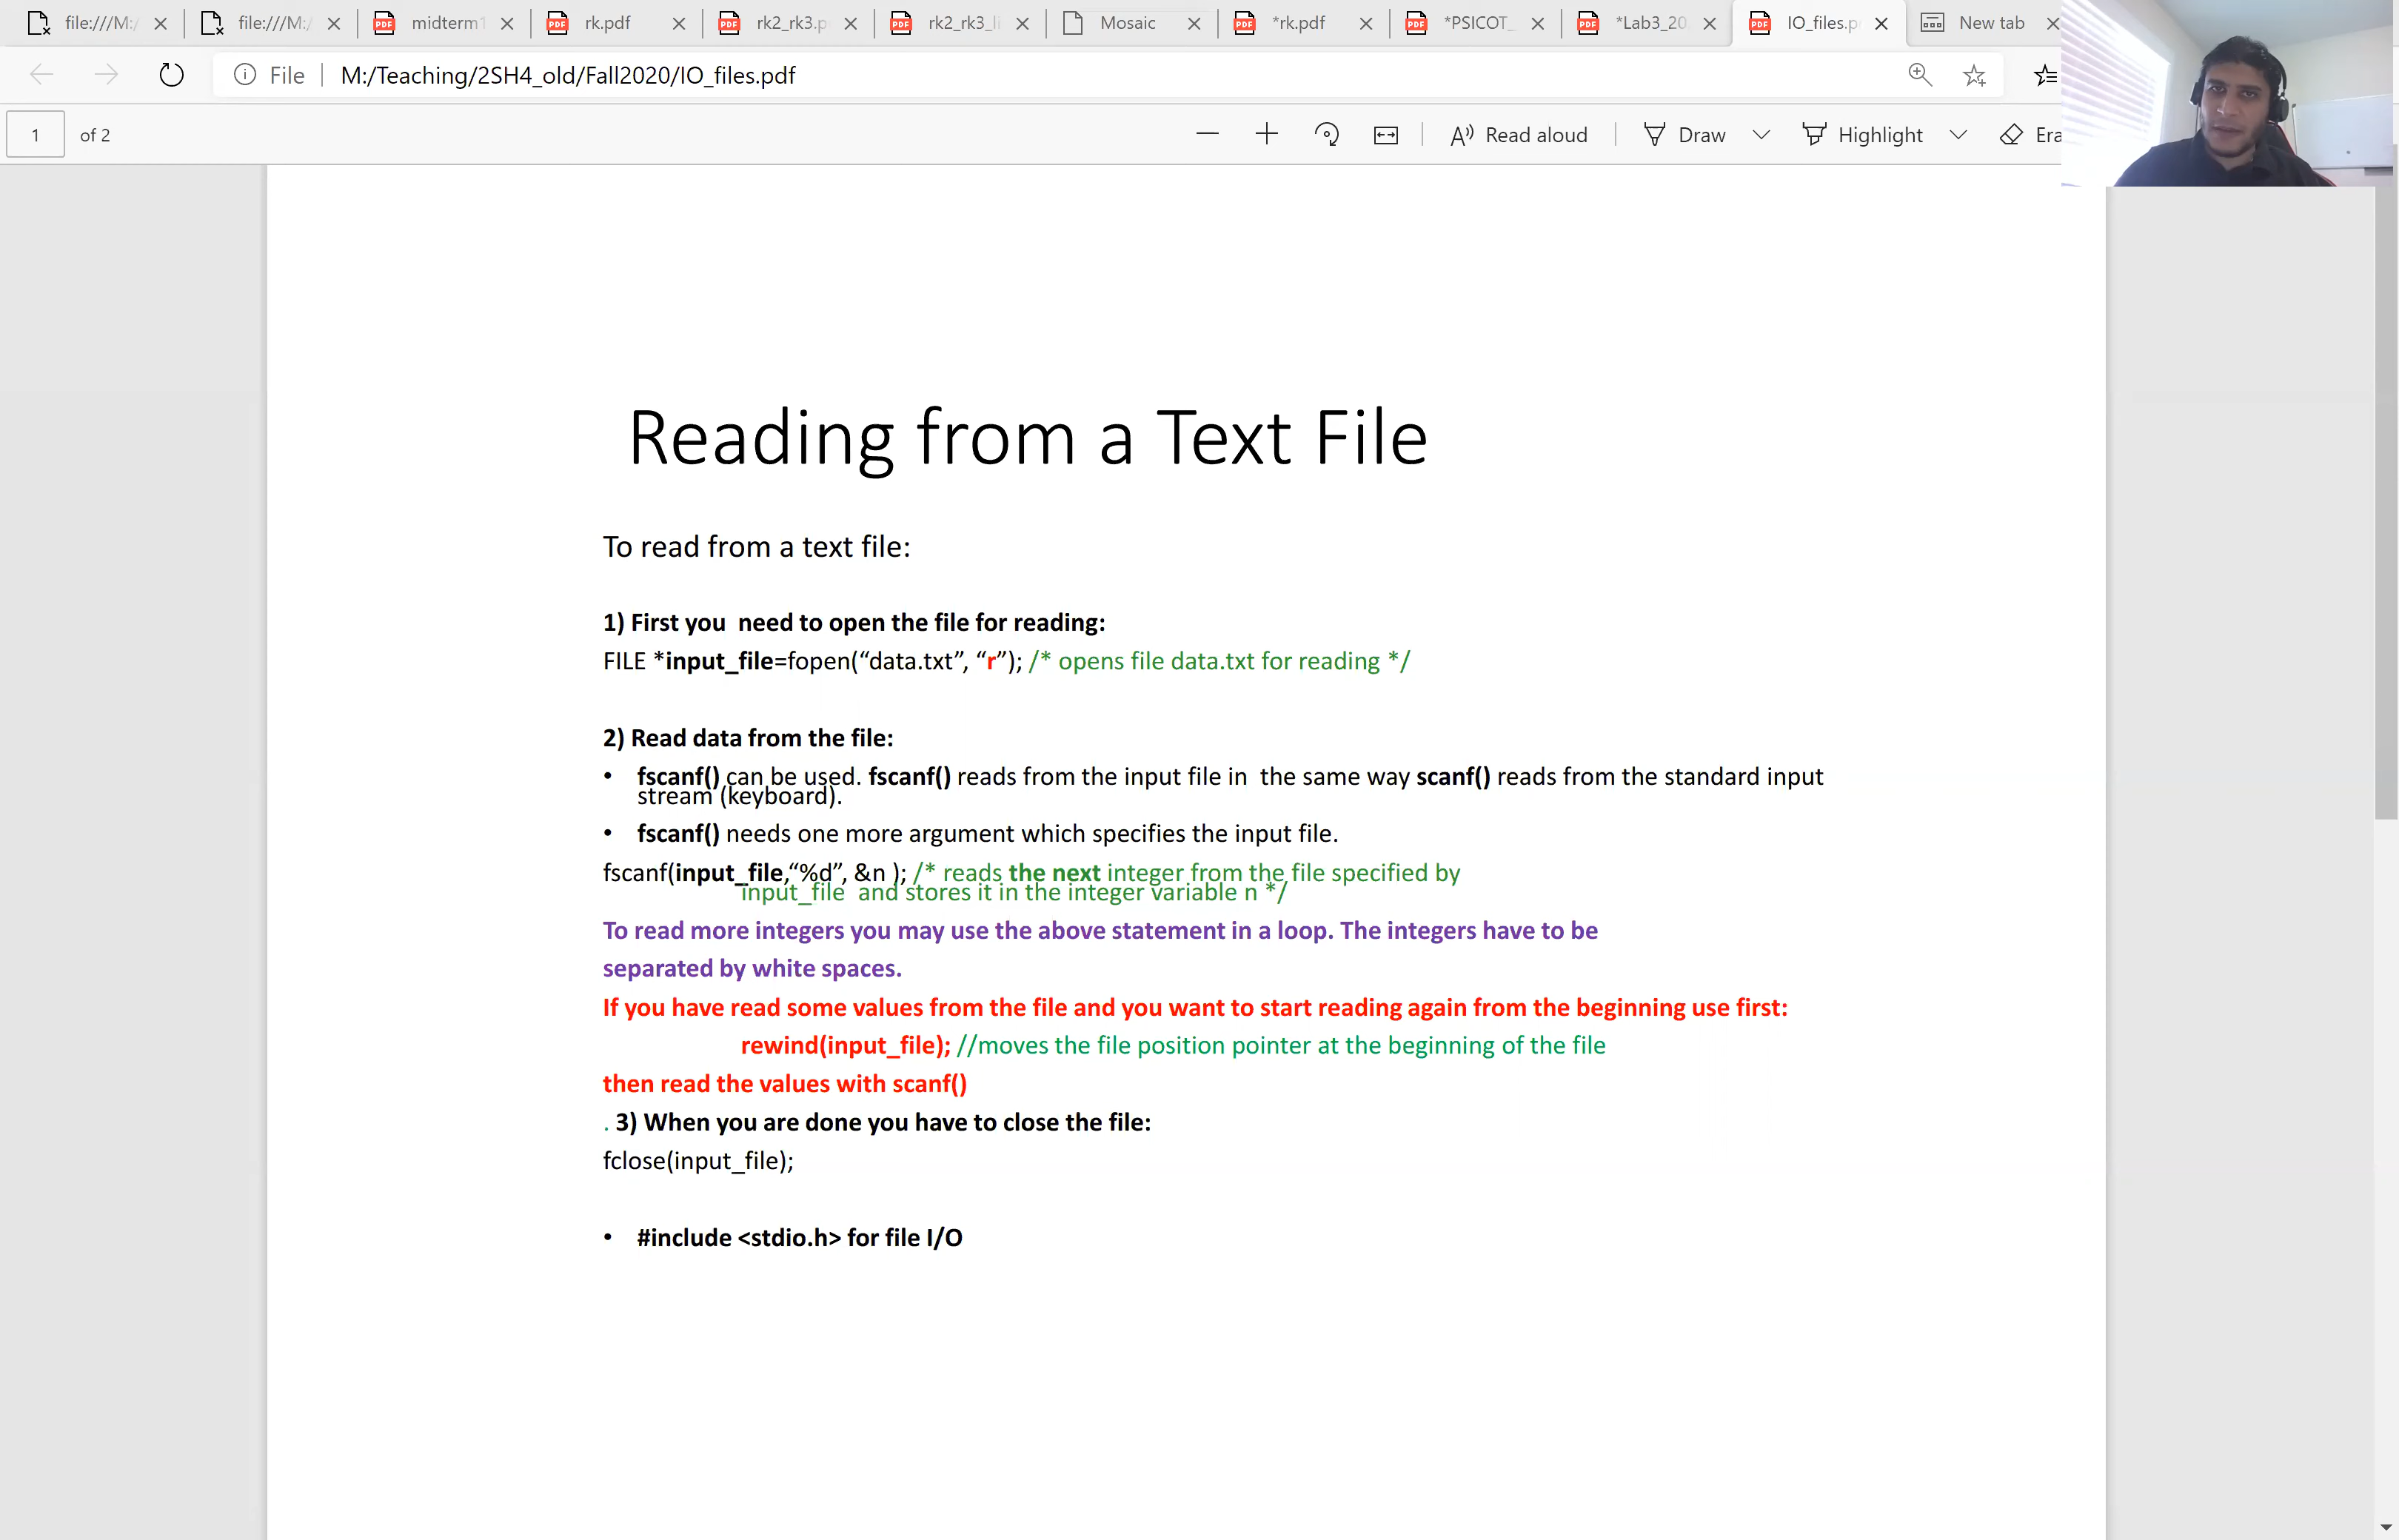 file:///M:/ file:///M:/ midterm1 rk.pdf rk2_rk3.p rk2_rk3_li Mosaic *rk.pdf *PSICOT_ *Lab3_20 IO_files.p New tab
File M:/Teaching/2SH4_old/Fall2020/IO_files.pdf
1 of 2 Read aloud Draw Highlight Era
Reading from a Text File
To read from a text file:
1) First you need to open the file for reading:
FILE *input_file=fopen(“data.txt”, “r”); /* opens file data.txt for reading */
2) Read data from the file:
• fscanf() can be used. fscanf() reads from the input file in the same way scanf() reads from the standard input
stream (keyboard).
• fscanf() needs one more argument which specifies the input file.
fscanf(input_file,“%d”, &n ); /* reads the next integer from the file specified by
input_file and stores it in the integer variable n */
To read more integers you may use the above statement in a loop. The integers have to be
separated by white spaces.
If you have read some values from the file and you want to start reading again from the beginning use first:
rewind(input_file); //moves the file position pointer at the beginning of the file
then read the values with scanf()
. 3) When you are done you have to close the file:
fclose(input_file);
• #include <stdio.h> for file I/O